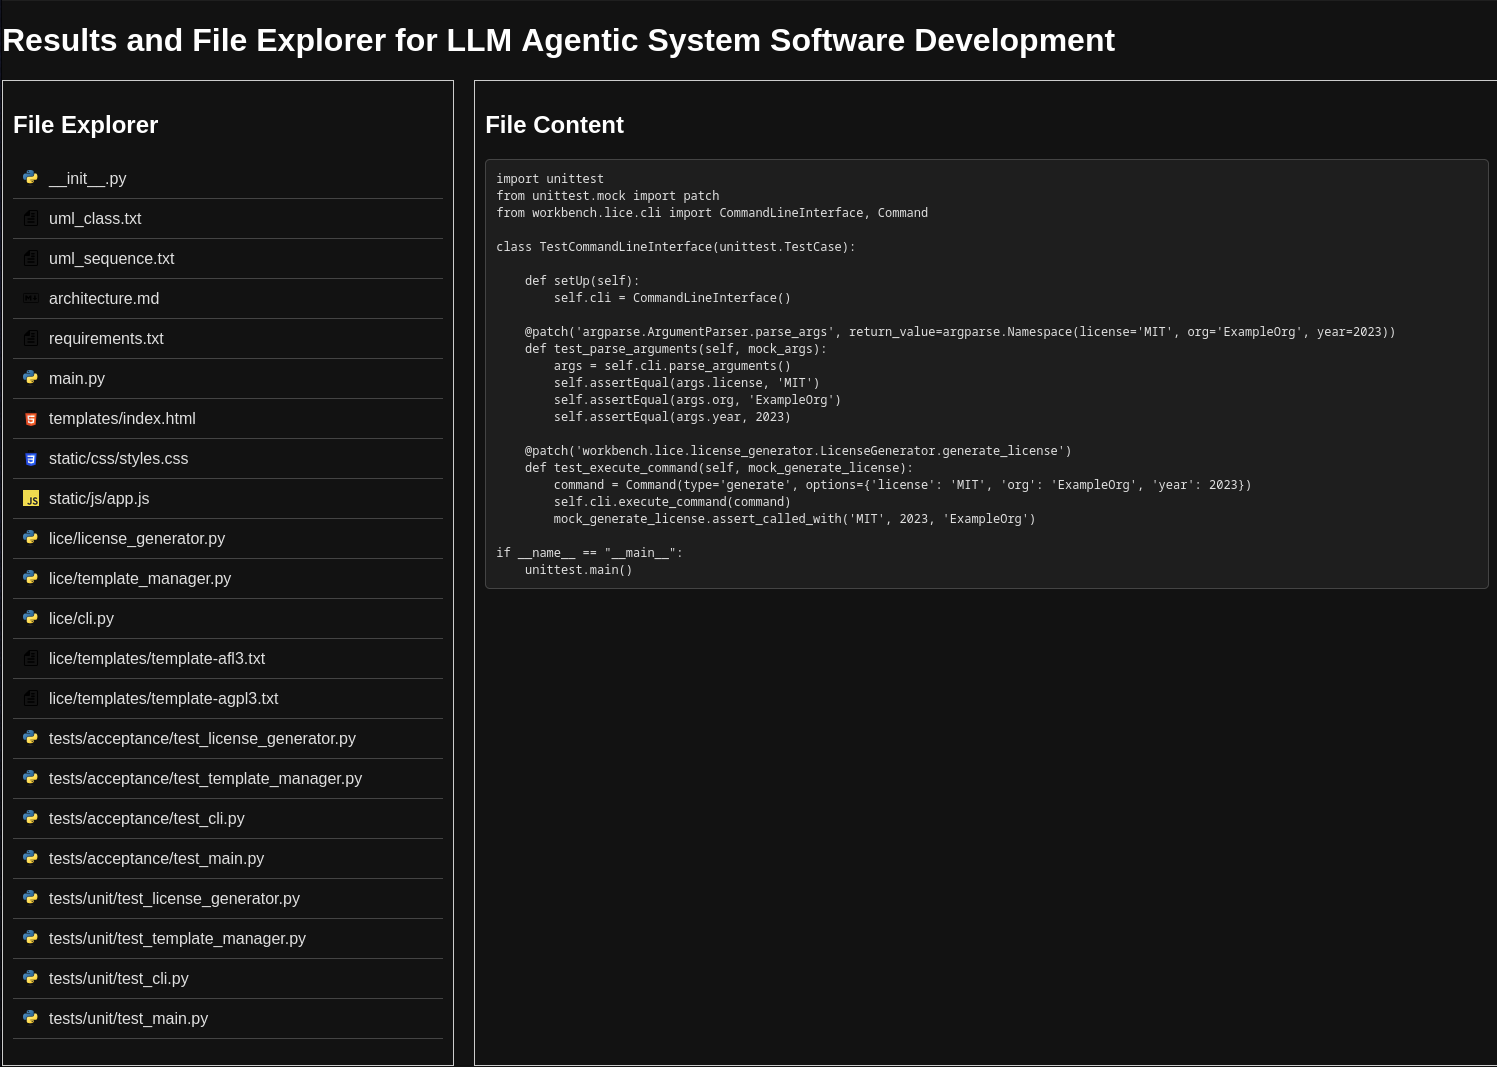 Results and File Explorer for LLM Agentic System Software Development
File Explorer
__init__.py
uml_class.txt
uml_sequence.txt
architecture.md
requirements.txt
main.py
templates/index.html
static/css/styles.css
static/js/app.js
lice/license_generator.py
lice/template_manager.py
lice/cli.py
lice/templates/template-afl3.txt
lice/templates/template-agpl3.txt
tests/acceptance/test_license_generator.py
tests/acceptance/test_template_manager.py
tests/acceptance/test_cli.py
tests/acceptance/test_main.py
tests/unit/test_license_generator.py
tests/unit/test_template_manager.py
tests/unit/test_cli.py
tests/unit/test_main.py
File Content
import unittest
from unittest.mock import patch
from workbench.lice.cli import CommandLineInterface, Command
class TestCommandLineInterface(unittest.TestCase):
    def setUp(self):
        self.cli = CommandLineInterface()
    @patch('argparse.ArgumentParser.parse_args', return_value=argparse.Namespace(license='MIT', org='ExampleOrg', year=2023))
    def test_parse_arguments(self, mock_args):
        args = self.cli.parse_arguments()
        self.assertEqual(args.license, 'MIT')
        self.assertEqual(args.org, 'ExampleOrg')
        self.assertEqual(args.year, 2023)
    @patch('workbench.lice.license_generator.LicenseGenerator.generate_license')
    def test_execute_command(self, mock_generate_license):
        command = Command(type='generate', options={'license': 'MIT', 'org': 'ExampleOrg', 'year': 2023})
        self.cli.execute_command(command)
        mock_generate_license.assert_called_with('MIT', 2023, 'ExampleOrg')
if __name__ == "__main__":
    unittest.main()